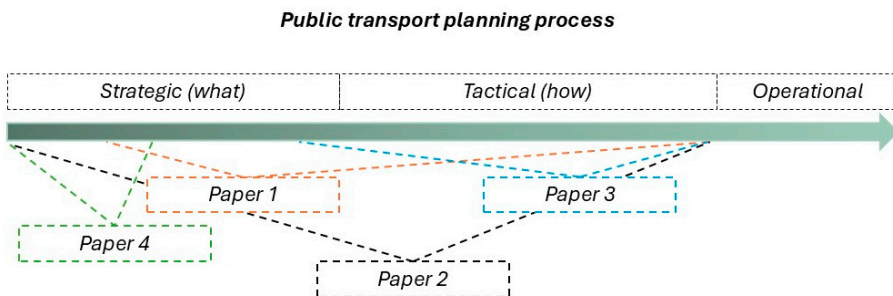 Public transport planning process
Strategic (what) Tactical (how) Operational
Paper 1 Paper 3
Paper 4
Paper 2